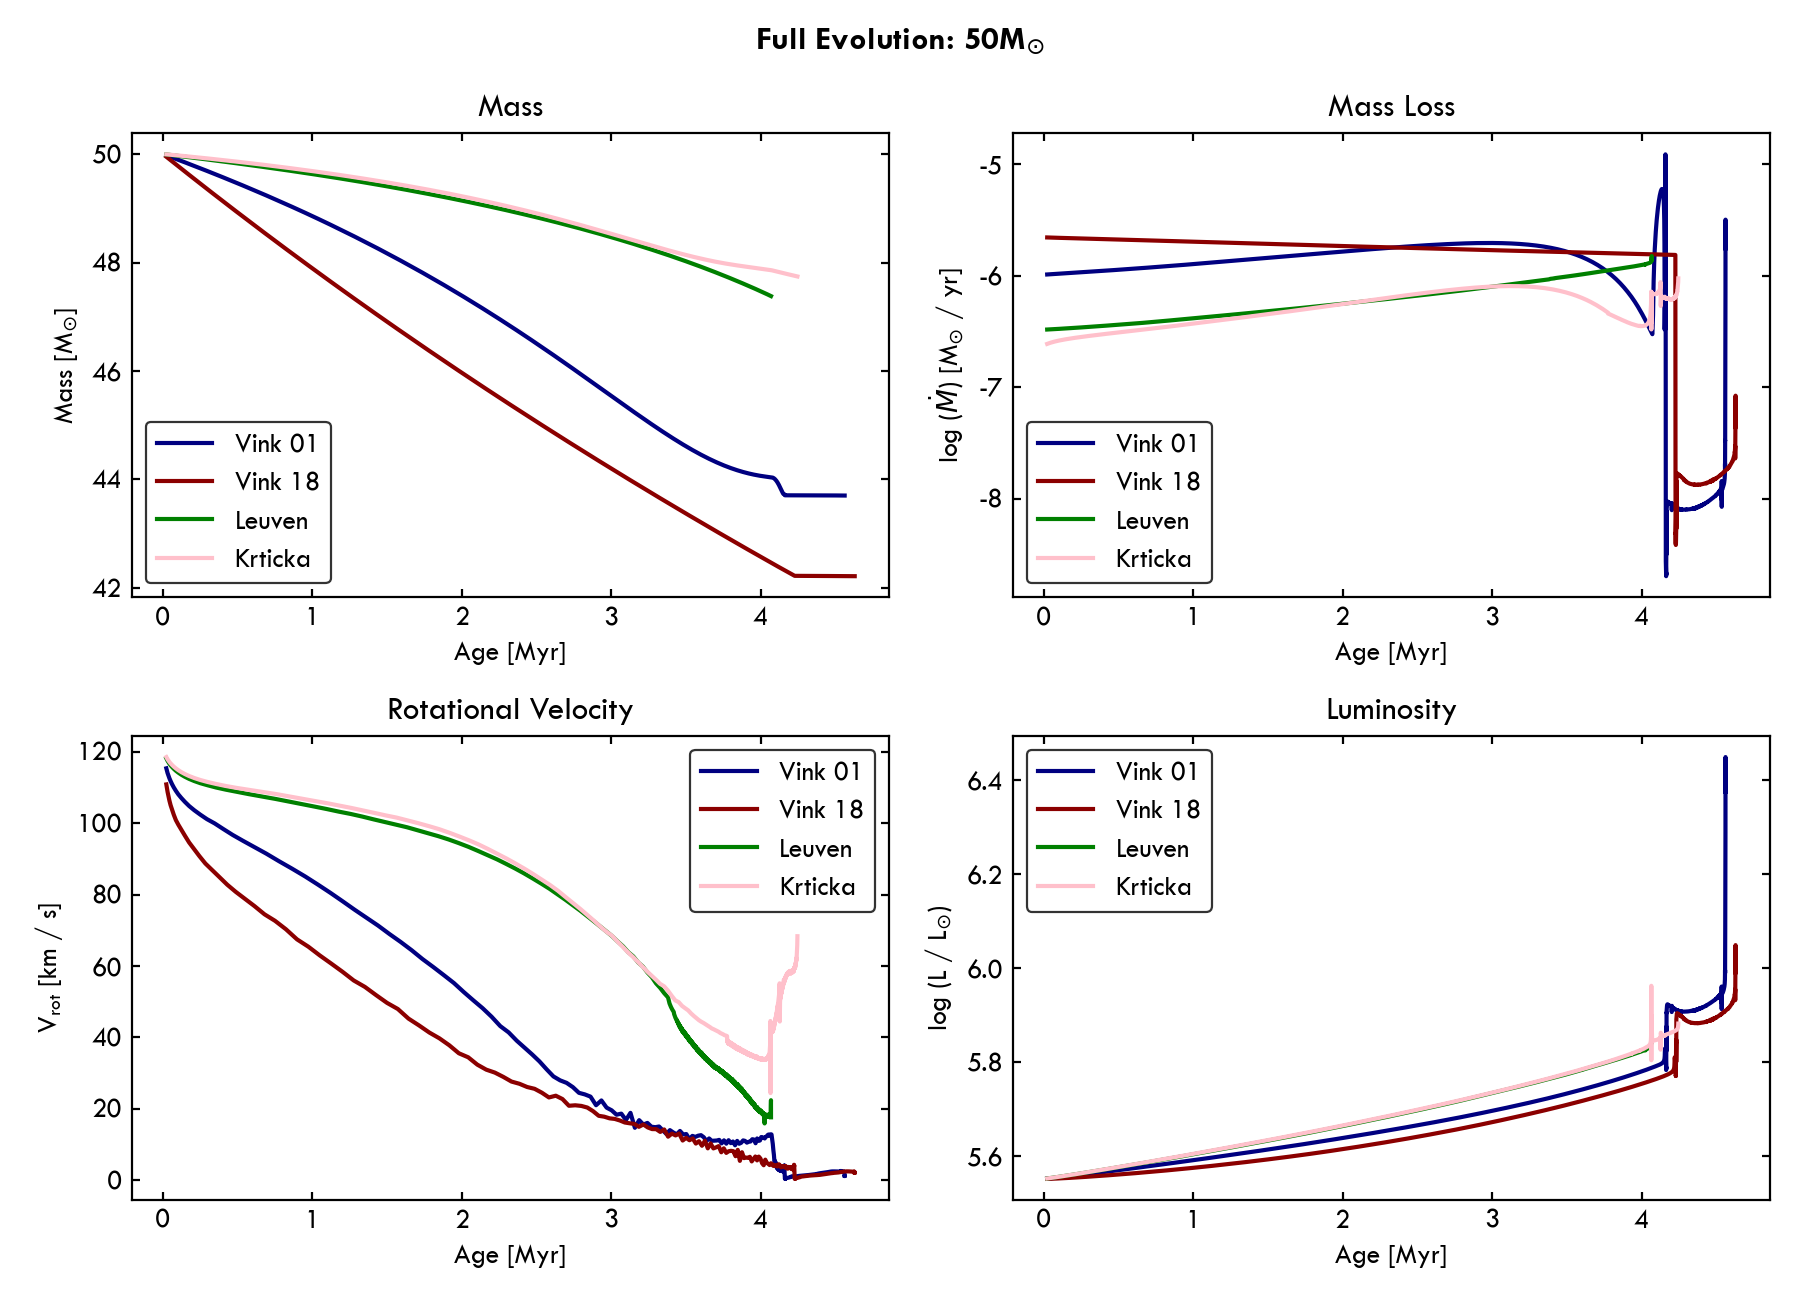 Full Evolution: 50M⊙
Mass
50
48
46
44
42
Mass [M⊙]
Vink 01
Vink 18
Leuven
Krticka
0 1 2 3 4
Age [Myr]
Mass Loss
-5
-6
-7
-8
log (Ṁ) [M⊙ / yr]
Vink 01
Vink 18
Leuven
Krticka
0 1 2 3 4
Age [Myr]
Rotational Velocity
120
100
80
60
40
20
0
Vrot [km / s]
Vink 01
Vink 18
Leuven
Krticka
0 1 2 3 4
Age [Myr]
Luminosity
6.4
6.2
6.0
5.8
5.6
log (L / L⊙)
Vink 01
Vink 18
Leuven
Krticka
0 1 2 3 4
Age [Myr]